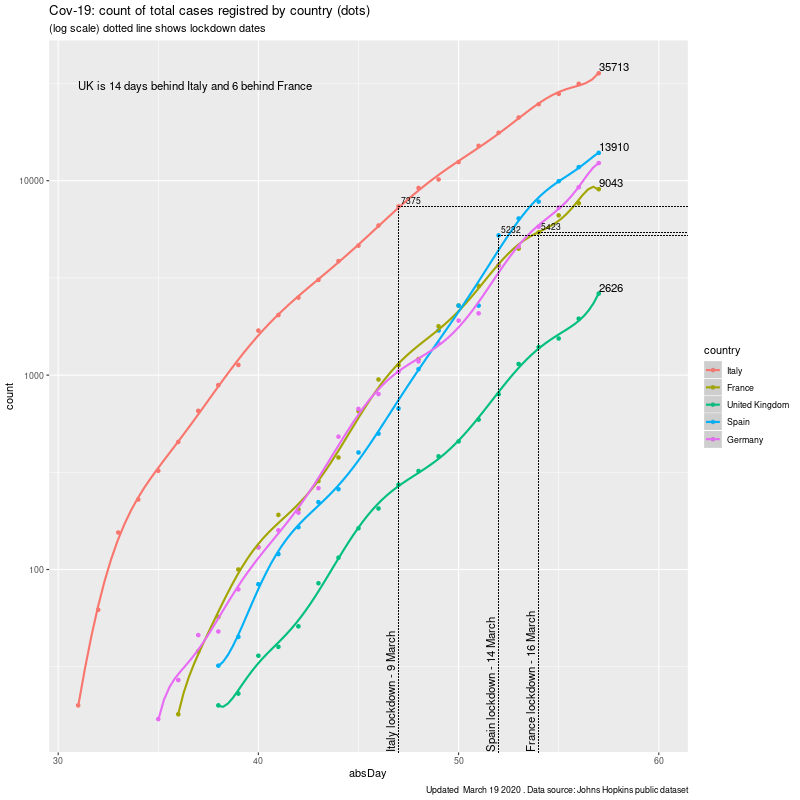 Cov-19: count of total cases registred by country (dots)
(log scale) dotted line shows lockdown dates
UK is 14 days behind Italy and 6 behind France
35713
13910
9043
7375
5232
5423
2626
10000
1000
100
count
Italy lockdown - 9 March
Spain lockdown - 14 March
France lockdown - 16 March
30
40
50
60
absDay
country
Italy
France
United Kingdom
Spain
Germany
Updated March 19 2020 . Data source: Johns Hopkins public dataset